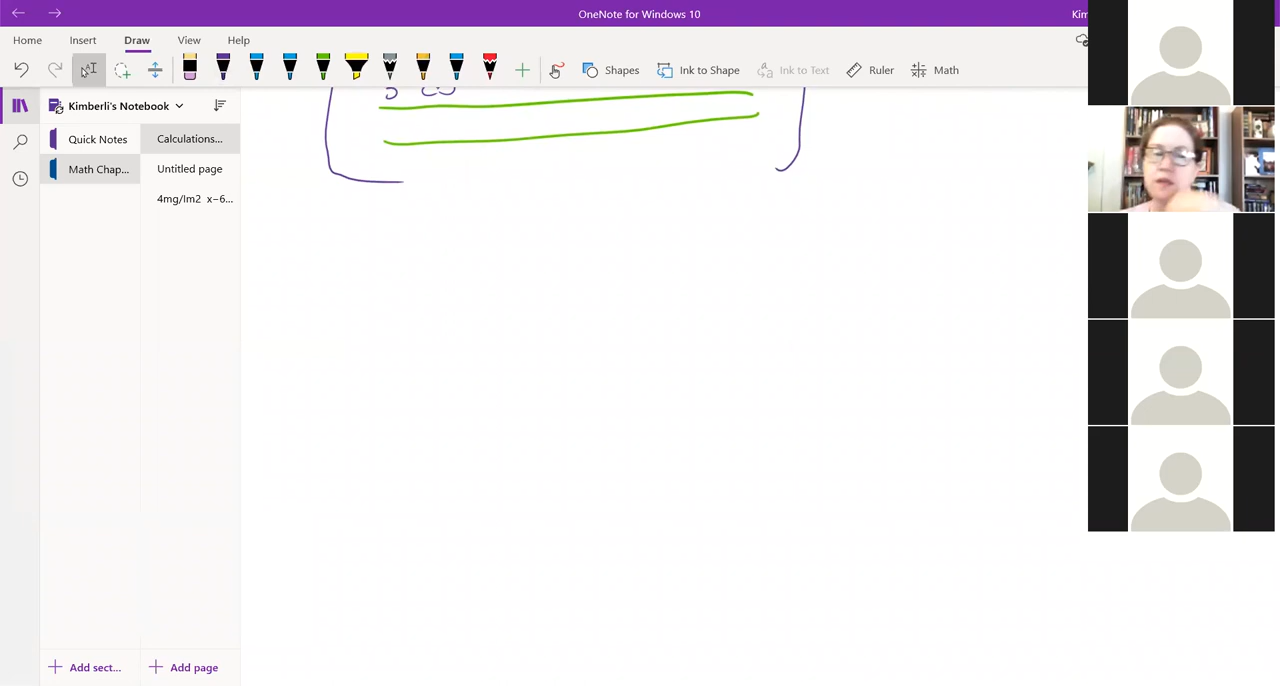 OneNote for Windows 10
Kim
Home Insert Draw View Help
Shapes Ink to Shape Ink to Text Ruler Math
Kimberli's Notebook
Quick Notes Calculations...
Math Chap... Untitled page
4mg/Im2 x−6...
Add sect... Add page